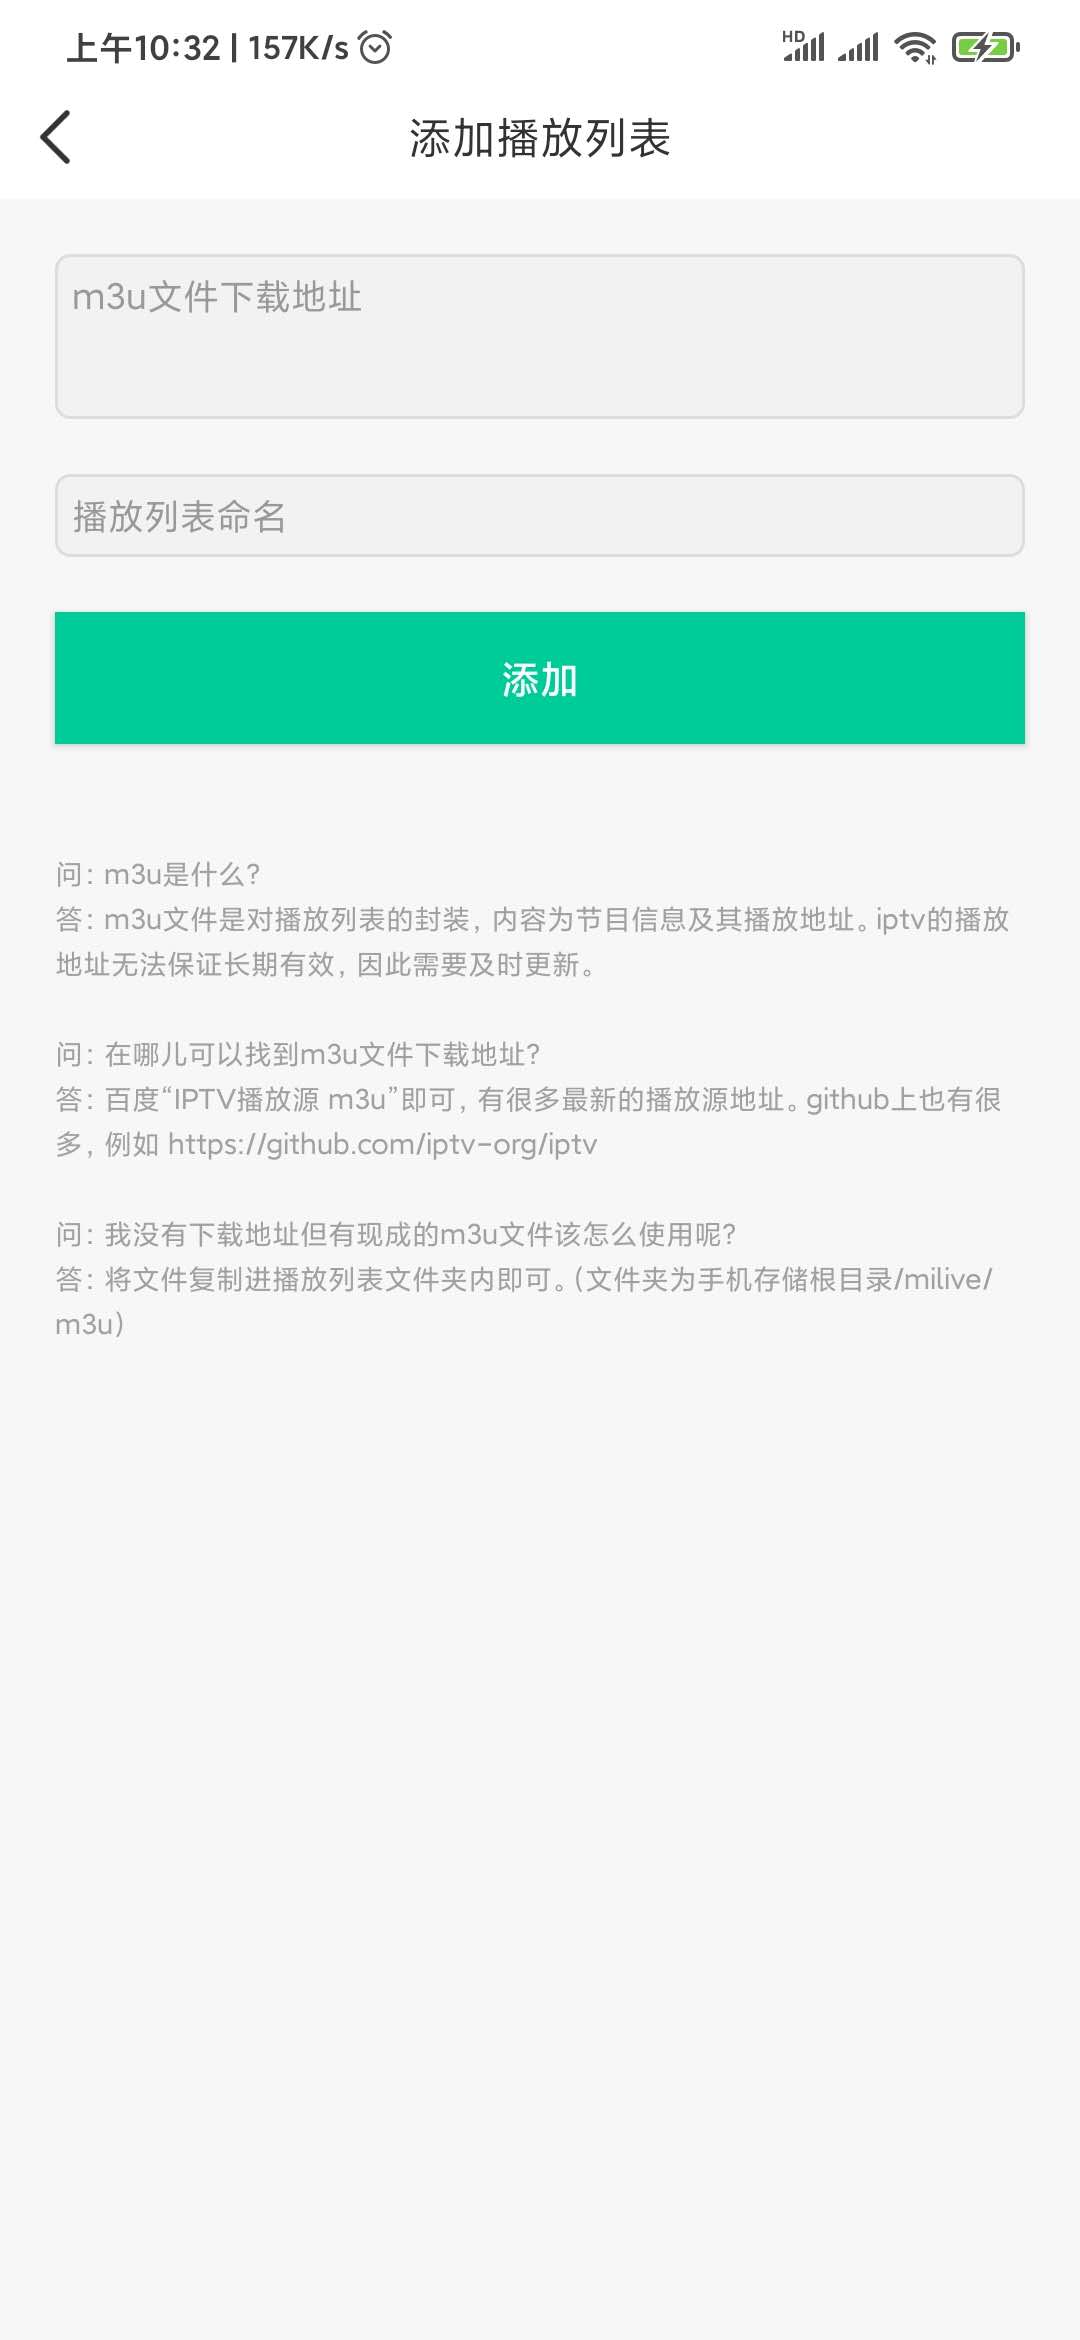 上午10:32 | 157K/s
HD
添加播放列表
m3u文件下载地址
播放列表命名
添加
问：m3u是什么？
答：m3u文件是对播放列表的封装，内容为节目信息及其播放地址。iptv的播放
地址无法保证长期有效，因此需要及时更新。
问：在哪儿可以找到m3u文件下载地址？
答：百度“IPTV播放源 m3u”即可，有很多最新的播放源地址。github上也有很
多，例如 https://github.com/iptv-org/iptv
问：我没有下载地址但有现成的m3u文件该怎么使用呢？
答：将文件复制进播放列表文件夹内即可。（文件夹为手机存储根目录/milive/
m3u）